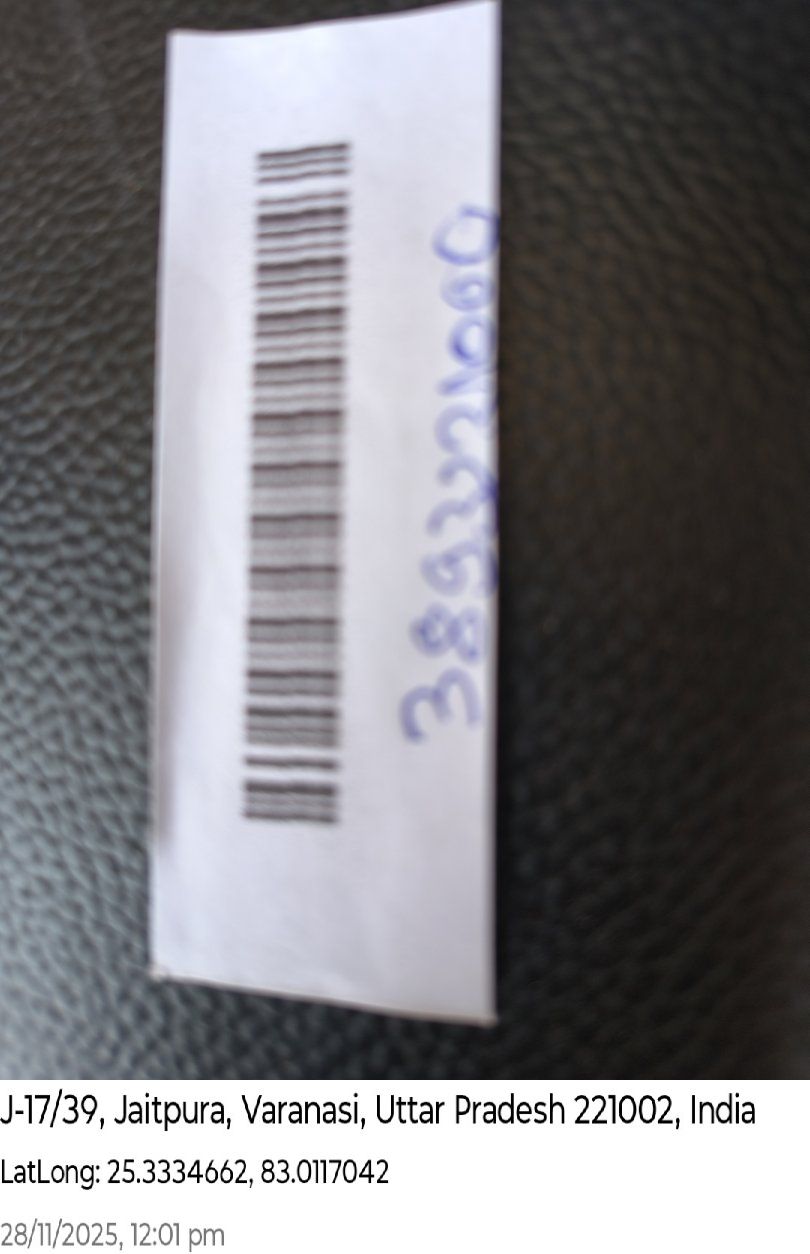 J-17/39, Jaitpura, Varanasi, Uttar Pradesh 221002, India
LatLong: 25.3334662, 83.0117042
28/11/2025, 12:01 pm